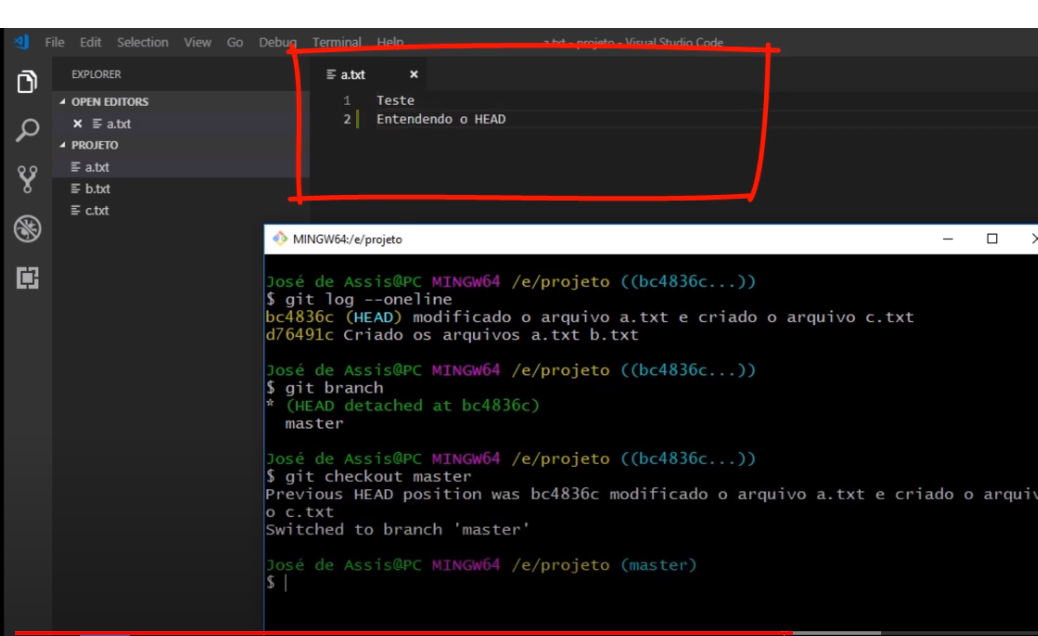 File Edit Selection View Go Debug Terminal Help a.txt - projeto - Visual Studio Code
EXPLORER
OPEN EDITORS
a.txt
PROJETO
a.txt
b.txt
c.txt
a.txt
1 Teste
2 Entendendo o HEAD
MINGW64:/e/projeto
José de Assis@PC MINGW64 /e/projeto ((bc4836c...))
$ git log --oneline
bc4836c (HEAD) modificado o arquivo a.txt e criado o arquivo c.txt
d76491c Criado os arquivos a.txt b.txt
José de Assis@PC MINGW64 /e/projeto ((bc4836c...))
$ git branch
* (HEAD detached at bc4836c)
master
José de Assis@PC MINGW64 /e/projeto ((bc4836c...))
$ git checkout master
Previous HEAD position was bc4836c modificado o arquivo a.txt e criado o arquiv
o c.txt
Switched to branch 'master'
José de Assis@PC MINGW64 /e/projeto (master)
$